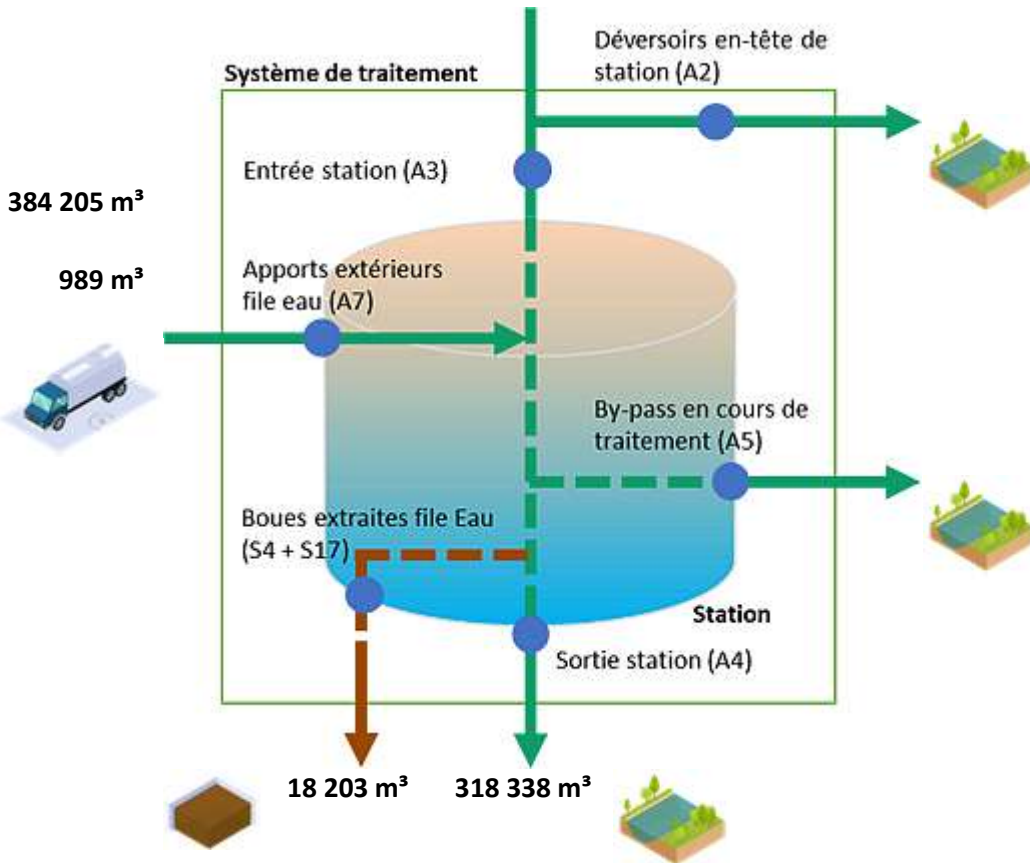 Déversoirs en-tête de
station (A2)
Système de traitement
Entrée station (A3)
384 205 m³
989 m³
Apports extérieurs
file eau (A7)
By-pass en cours de
traitement (A5)
Boues extraites file Eau
(S4 + S17)
Station
Sortie station (A4)
18 203 m³
318 338 m³